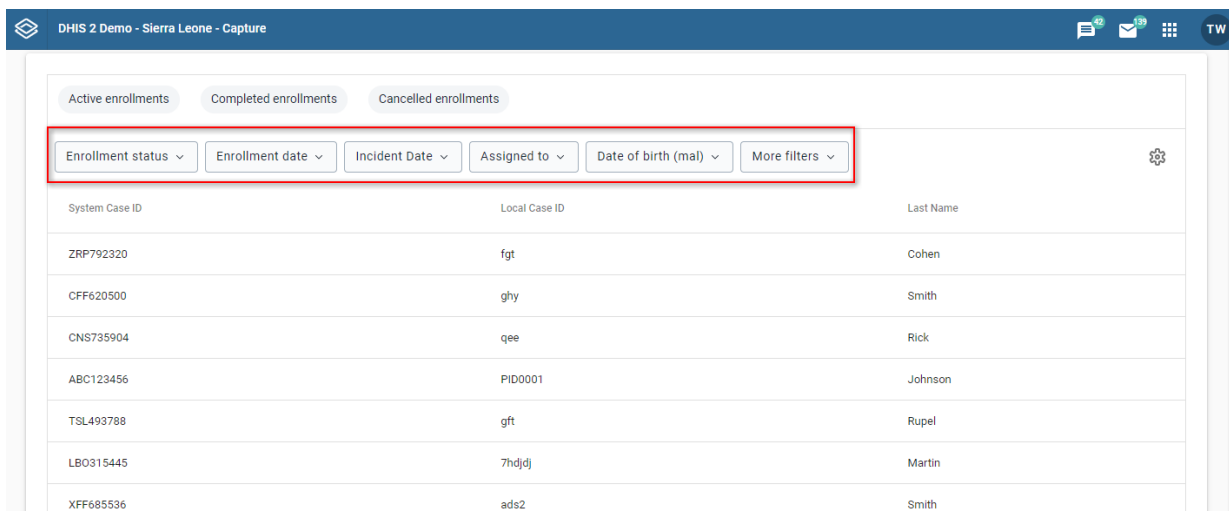 DHIS 2 Demo - Sierra Leone - Capture 42 139 TW
Active enrollments Completed enrollments Cancelled enrollments
Enrollment status Enrollment date Incident Date Assigned to Date of birth (mal) More filters
System Case ID Local Case ID Last Name
ZRP792320 fgt Cohen
CFF620500 ghy Smith
CNS735904 qee Rick
ABC123456 PID0001 Johnson
TSL493788 gft Rupel
LBO315445 7hdjdj Martin
XFF685536 ads2 Smith